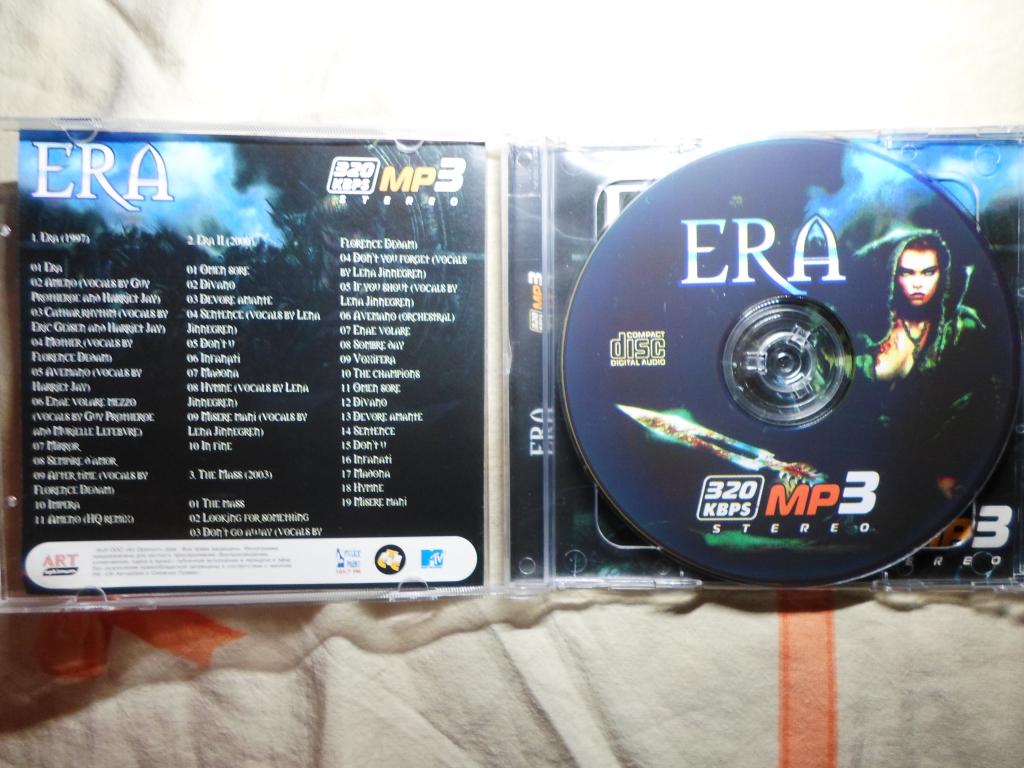 ERA
320
KBPS
MP3
STEREO
1. Era (1997)
01 Era
02 Ameno (vocals by Guy
Protheroe and Harriet Jay)
03 Cathar rhythm (vocals by
Eric Geisen and Harriet Jay)
04 Mother (vocals by
Florence Dedam)
05 Avemano (vocals by
Harriet Jay)
06 Enae volare mezzo
(vocals by Guy Protheroe
and Murielle Lefebvre)
07 Mirror
08 Sempire d'amor
09 After time (vocals by
Florence Dedam)
10 Impera
11 Ameno (HQ remix)
2. Era II (2000)
01 Omen sore
02 Divano
03 Devore amante
04 Sentence (vocals by Lena
Jinnegren)
05 Don't U
06 Infanati
07 Madona
08 Hymne (vocals by Lena
Jinnegren)
09 Misere mani (vocals by
Lena Jinnegren)
10 In fine
3. The Mass (2003)
01 The mass
02 Looking for something
03 Don't go away (vocals by
Florence Dedam)
04 Don't you forget (vocals
by Lena Jinnegren)
05 If you shout (vocals by
Lena Jinnegren)
06 Avemano (orchestral)
07 Enae volare
08 Sombre day
09 Voxifera
10 The champions
11 Omen sore
12 Divano
13 Devore amante
14 Sentence
15 Don't U
16 Infanati
17 Madona
18 Hymne
19 Misere mani
ART
MTV
320 KBPS MP3
ERA
ERA
COMPACT
disc
DIGITAL AUDIO
320
KBPS
MP3
STEREO
3
REO